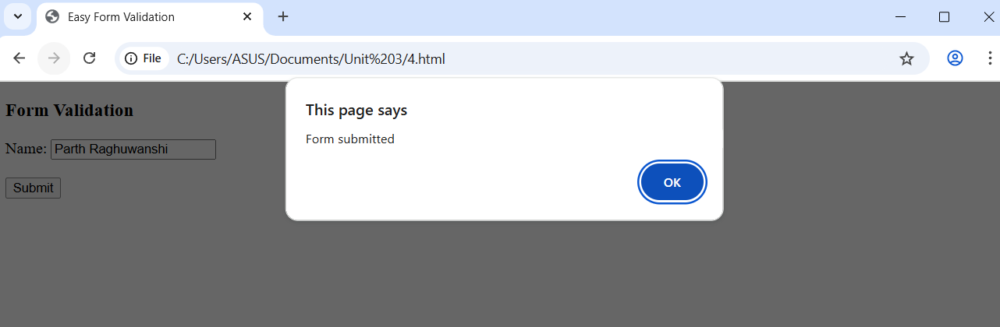 Easy Form Validation
File C:/Users/ASUS/Documents/Unit%203/4.html
This page says
Form submitted
OK
Form Validation
Name: Parth Raghuwanshi
Submit